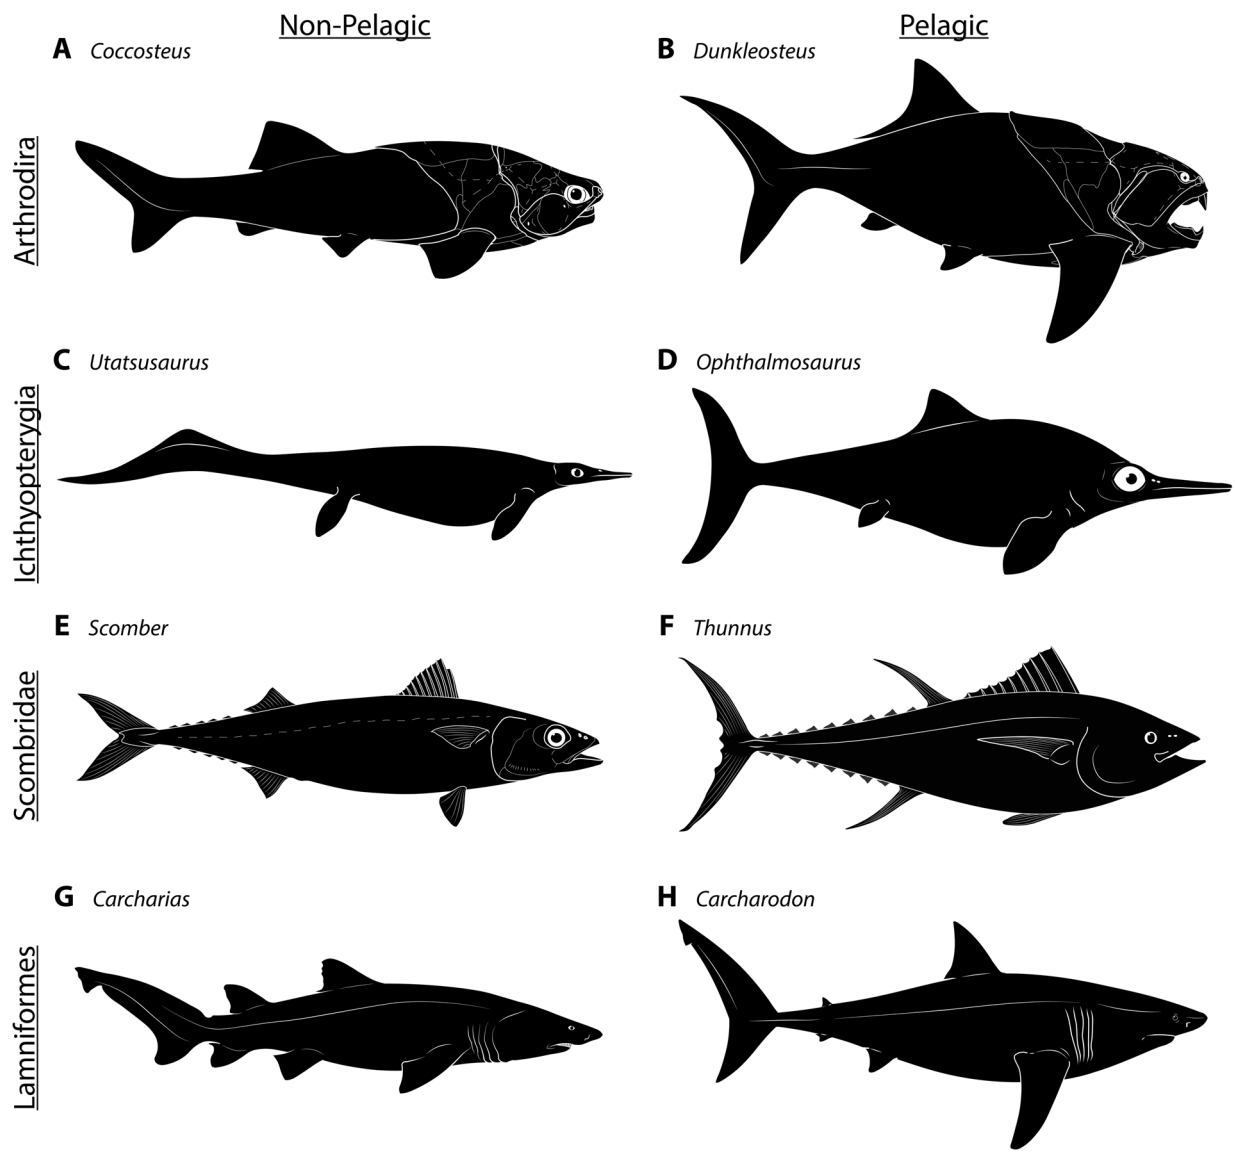 Non-Pelagic
Pelagic
A Coccosteus
B Dunkleosteus
Arthrodira
C Utatsusaurus
D Ophthalmosaurus
Ichthyopterygia
E Scomber
F Thunnus
Scombridae
G Carcharias
H Carcharodon
Lamniformes